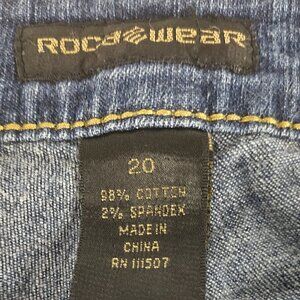 ROCAWEAR
20
98% COTTON
2% SPANDEX
MADE IN
CHINA
RN 111507